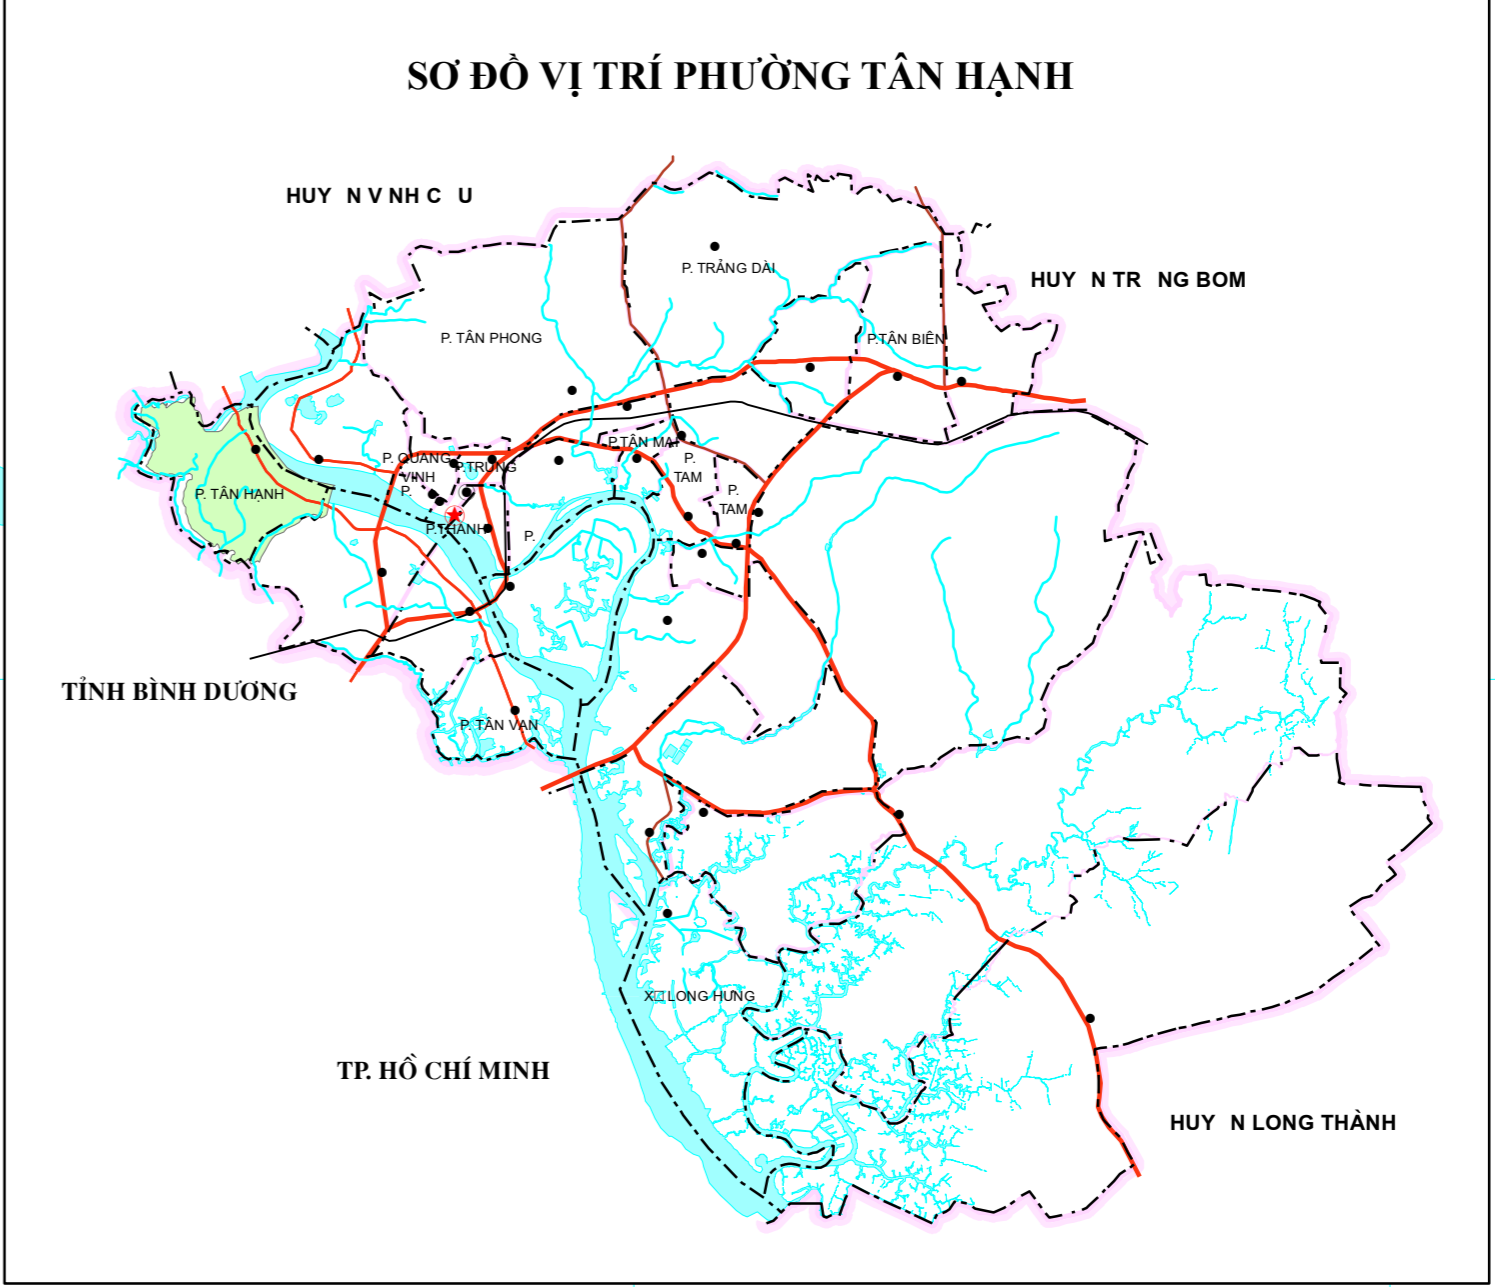 SƠ ĐỒ VỊ TRÍ PHƯỜNG TÂN HẠNH
HUY N V NH C U
P. TRẢNG DÀI
HUY N TR NG BOM
P. TÂN PHONG
P.TÂN BIÊN
P.TÂN MAI
P. QUANG
VINH
P.TRUNG
P.
TAM
P.
P.
TAM
P. TÂN HẠNH
P.THANH
P.
TỈNH BÌNH DƯƠNG
P. TÂN VẠN
X□ LONG HƯNG
TP. HỒ CHÍ MINH
HUY N LONG THÀNH